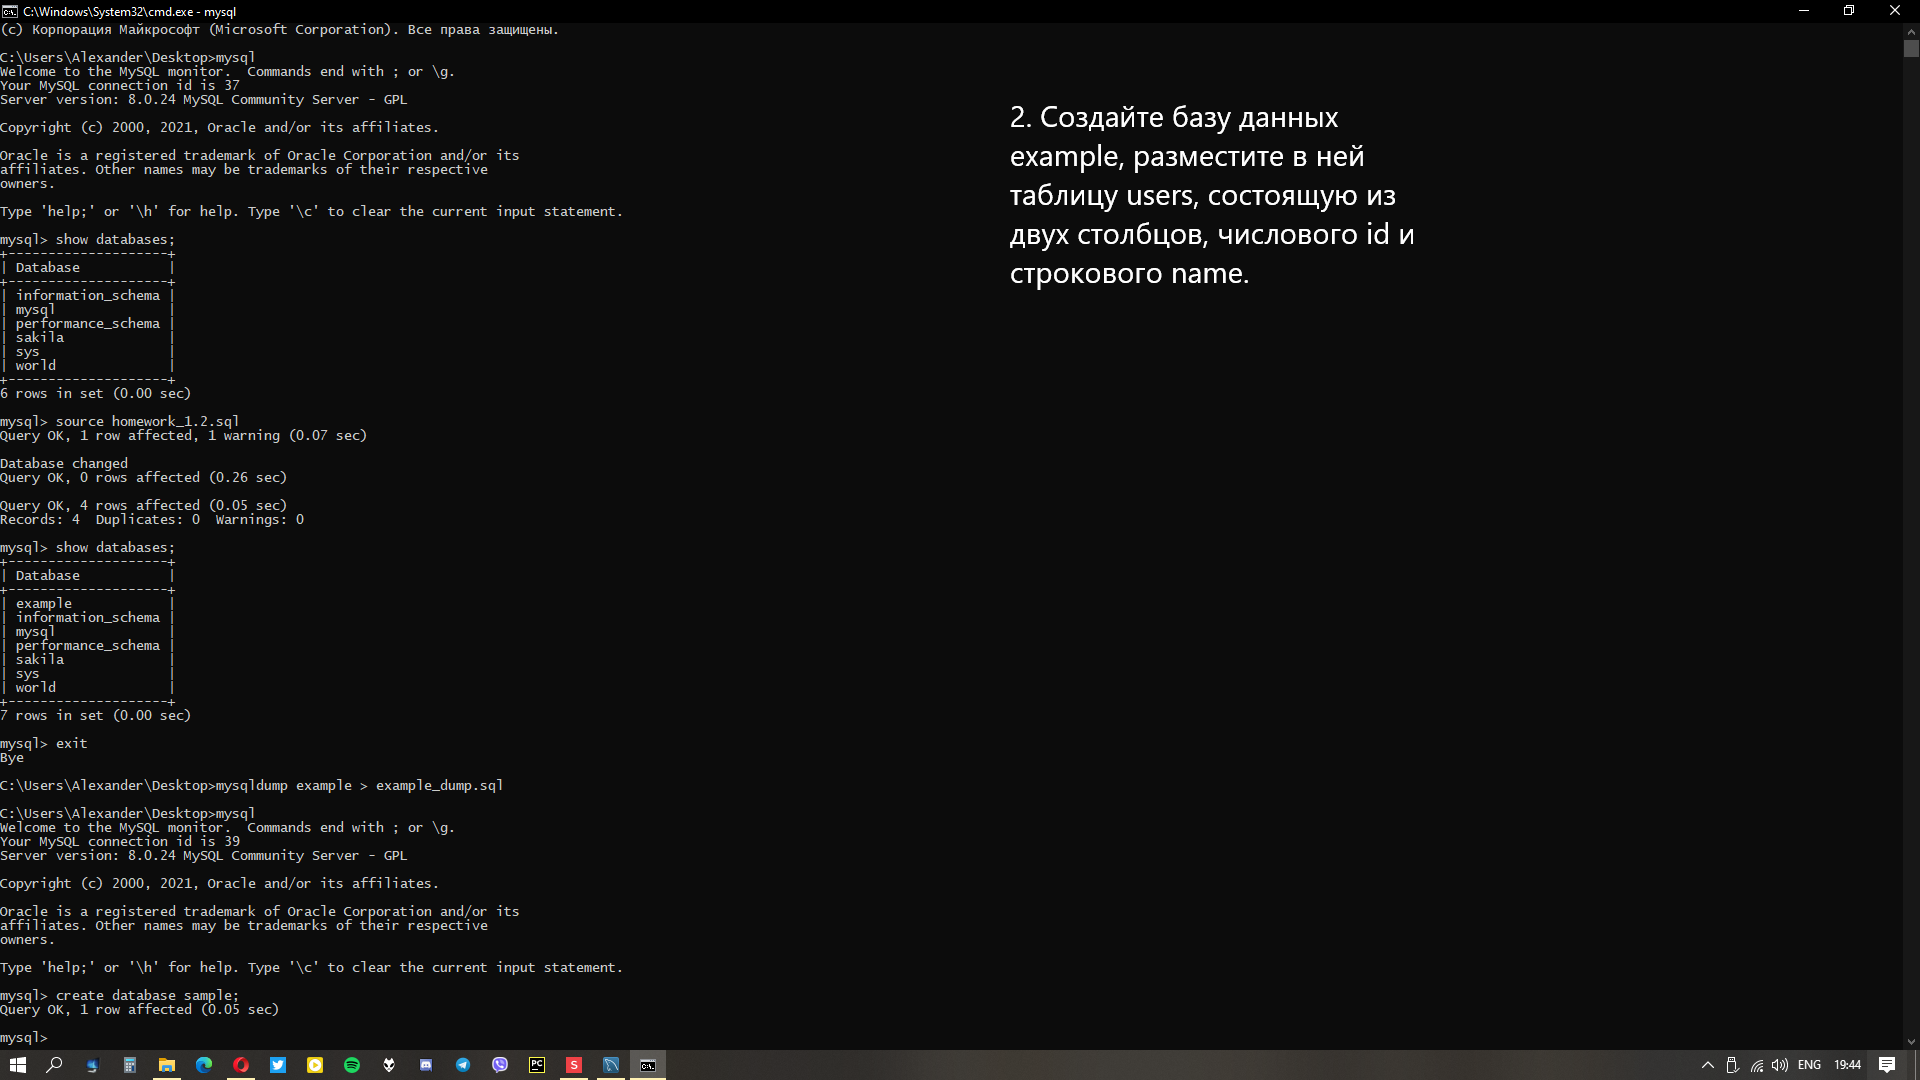 C:\Windows\System32\cmd.exe - mysql
(c) Корпорация Майкрософт (Microsoft Corporation). Все права защищены.
C:\Users\Alexander\Desktop>mysql
Welcome to the MySQL monitor.  Commands end with ; or \g.
Your MySQL connection id is 37
Server version: 8.0.24 MySQL Community Server - GPL
Copyright (c) 2000, 2021, Oracle and/or its affiliates.
Oracle is a registered trademark of Oracle Corporation and/or its
affiliates. Other names may be trademarks of their respective
owners.
Type 'help;' or '\h' for help. Type '\c' to clear the current input statement.
mysql> show databases;
+--------------------+
| Database           |
+--------------------+
| information_schema |
| mysql              |
| performance_schema |
| sakila             |
| sys                |
| world              |
+--------------------+
6 rows in set (0.00 sec)
mysql> source homework_1.2.sql
Query OK, 1 row affected, 1 warning (0.07 sec)
Database changed
Query OK, 0 rows affected (0.26 sec)
Query OK, 4 rows affected (0.05 sec)
Records: 4  Duplicates: 0  Warnings: 0
mysql> show databases;
+--------------------+
| Database           |
+--------------------+
| example            |
| information_schema |
| mysql              |
| performance_schema |
| sakila             |
| sys                |
| world              |
+--------------------+
7 rows in set (0.00 sec)
mysql> exit
Bye
C:\Users\Alexander\Desktop>mysqldump example > example_dump.sql
C:\Users\Alexander\Desktop>mysql
Welcome to the MySQL monitor.  Commands end with ; or \g.
Your MySQL connection id is 39
Server version: 8.0.24 MySQL Community Server - GPL
Copyright (c) 2000, 2021, Oracle and/or its affiliates.
Oracle is a registered trademark of Oracle Corporation and/or its
affiliates. Other names may be trademarks of their respective
owners.
Type 'help;' or '\h' for help. Type '\c' to clear the current input statement.
mysql> create database sample;
Query OK, 1 row affected (0.05 sec)
mysql>
2. Создайте базу данных
example, разместите в ней
таблицу users, состоящую из
двух столбцов, числового id и
строкового name.
PC
S
ENG
19:44